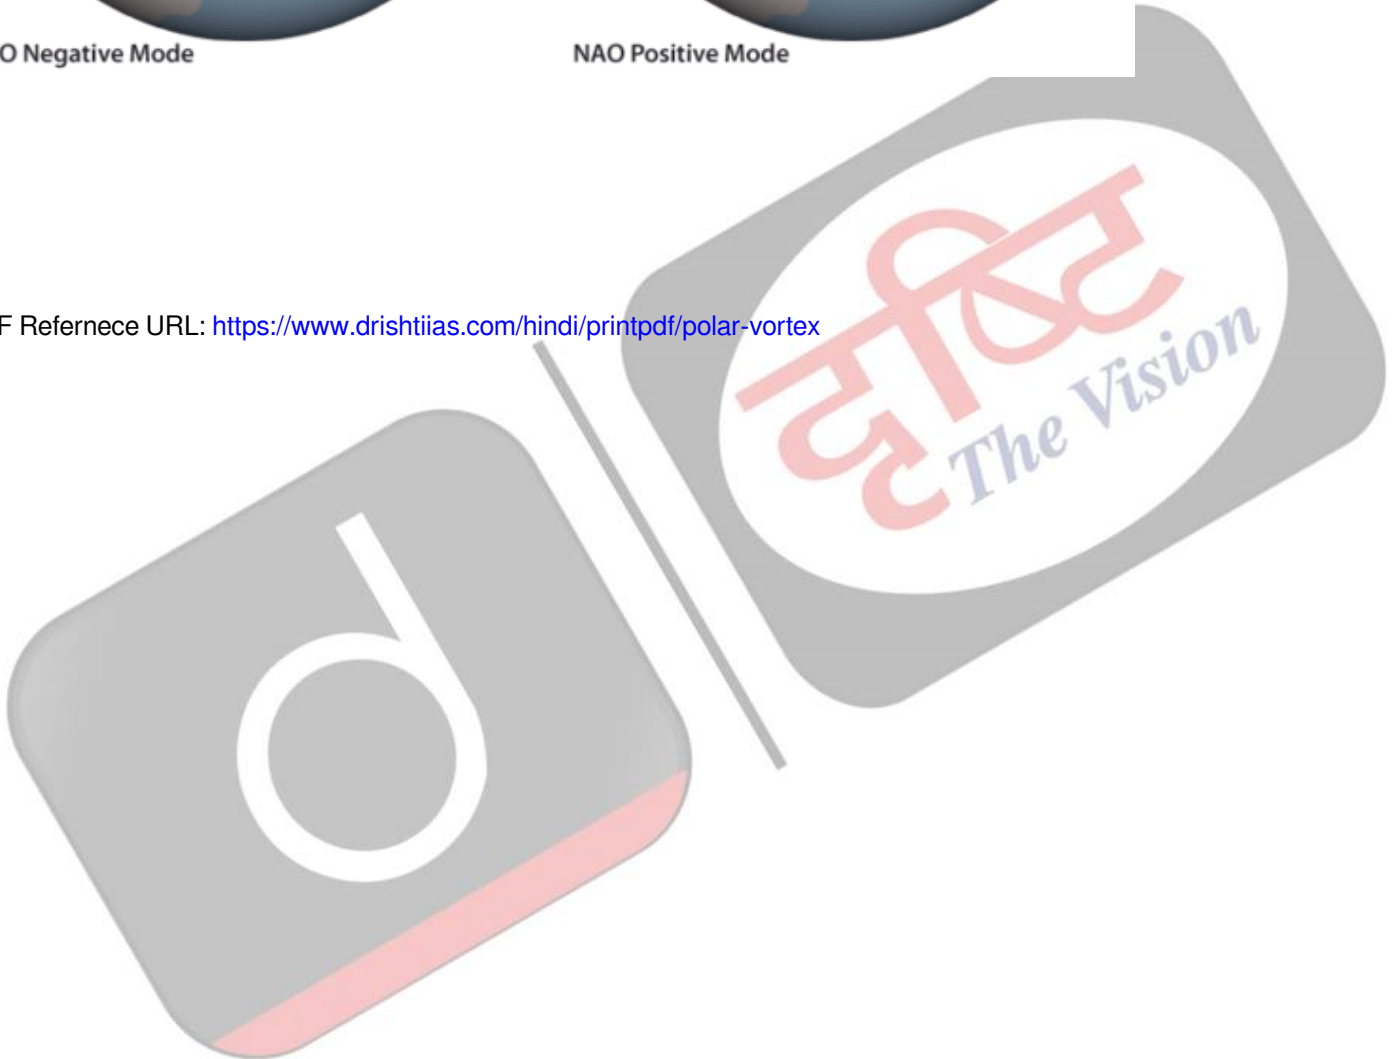 O Negative Mode
NAO Positive Mode
F Refernece URL: https://www.drishtiias.com/hindi/printpdf/polar-vortex
दृष्टि
The Vision
d